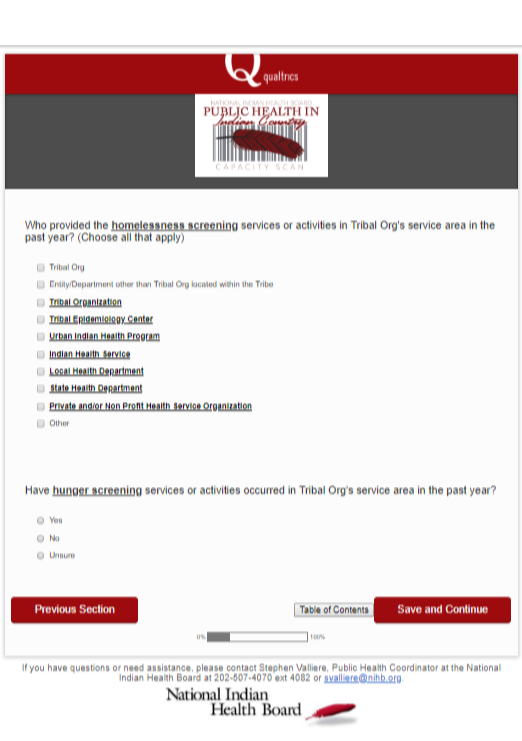 qualtrics
NATIONAL INDIAN HEALTH BOARD
PUBLIC HEALTH IN
Indian Country
CAPACITY SCAN
Who provided the homelessness screening services or activities in Tribal Org's service area in the
past year? (Choose all that apply)
Tribal Org
Entity/Department other than Tribal Org located within the Tribe
Tribal Organization
Tribal Epidemiology Center
Urban Indian Health Program
Indian Health Service
Local Health Department
State Health Department
Private and/or Non Profit Health Service Organization
Other
Have hunger screening services or activities occurred in Tribal Org's service area in the past year?
Yes
No
Unsure
Previous Section
Table of Contents
Save and Continue
0%
100%
If you have questions or need assistance, please contact Stephen Valliere, Public Health Coordinator at the National
Indian Health Board at 202-507-4070 ext 4082 or svalliere@nihb.org.
National Indian
Health Board